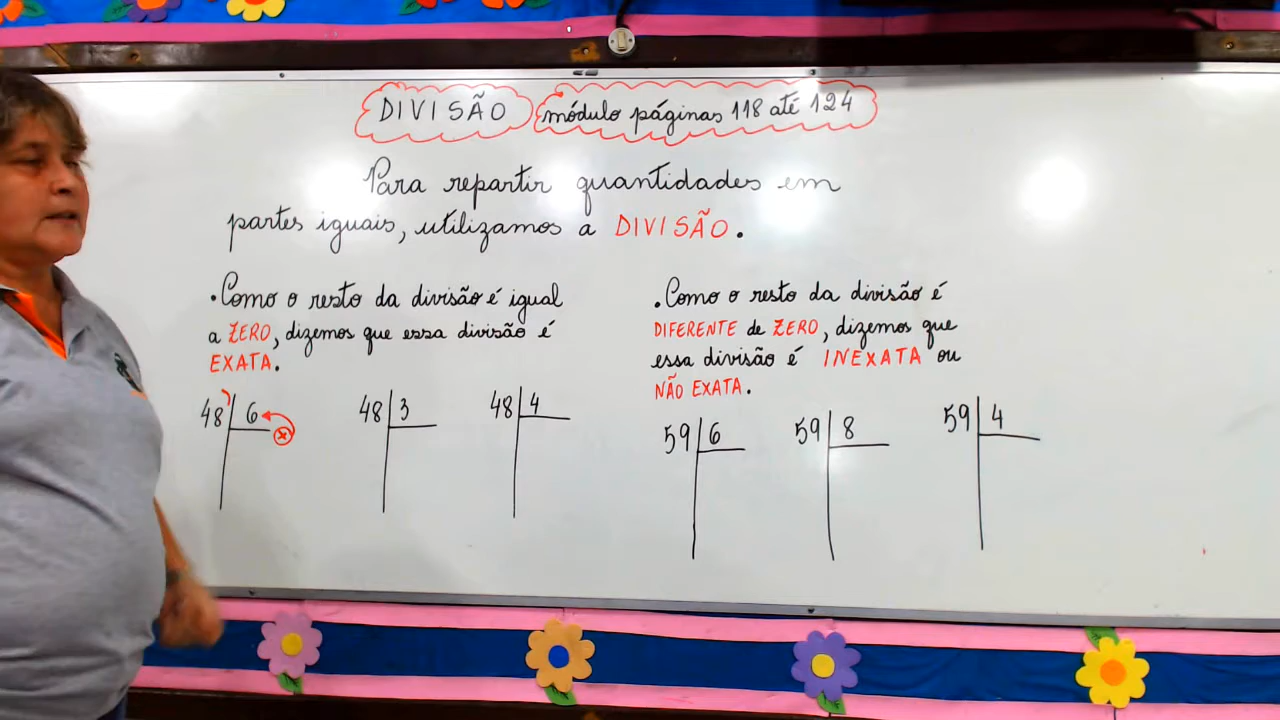 DIVISÃO módulo páginas 118 até 124
Para repartir quantidades em
partes iguais, utilizamos a DIVISÃO.
• Como o resto da divisão é igual
a ZERO, dizemos que essa divisão é
EXATA.
48 6 x
48 3
48 4
• Como o resto da divisão é
DIFERENTE de ZERO, dizemos que
essa divisão é INEXATA ou
NÃO EXATA.
59 6
59 8
59 4